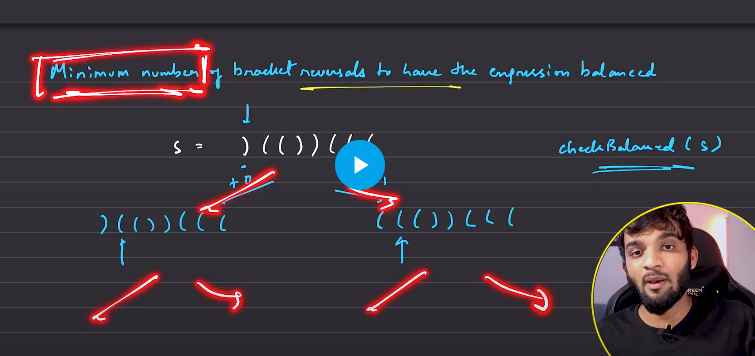 Minimum number of bracket reversals to have the expression balanced
s = ) ( ( ) ) ( ( (
checkBalanced ( s )
) ( ( ) ) ( ( (
( ( ( ) ) ( ( (